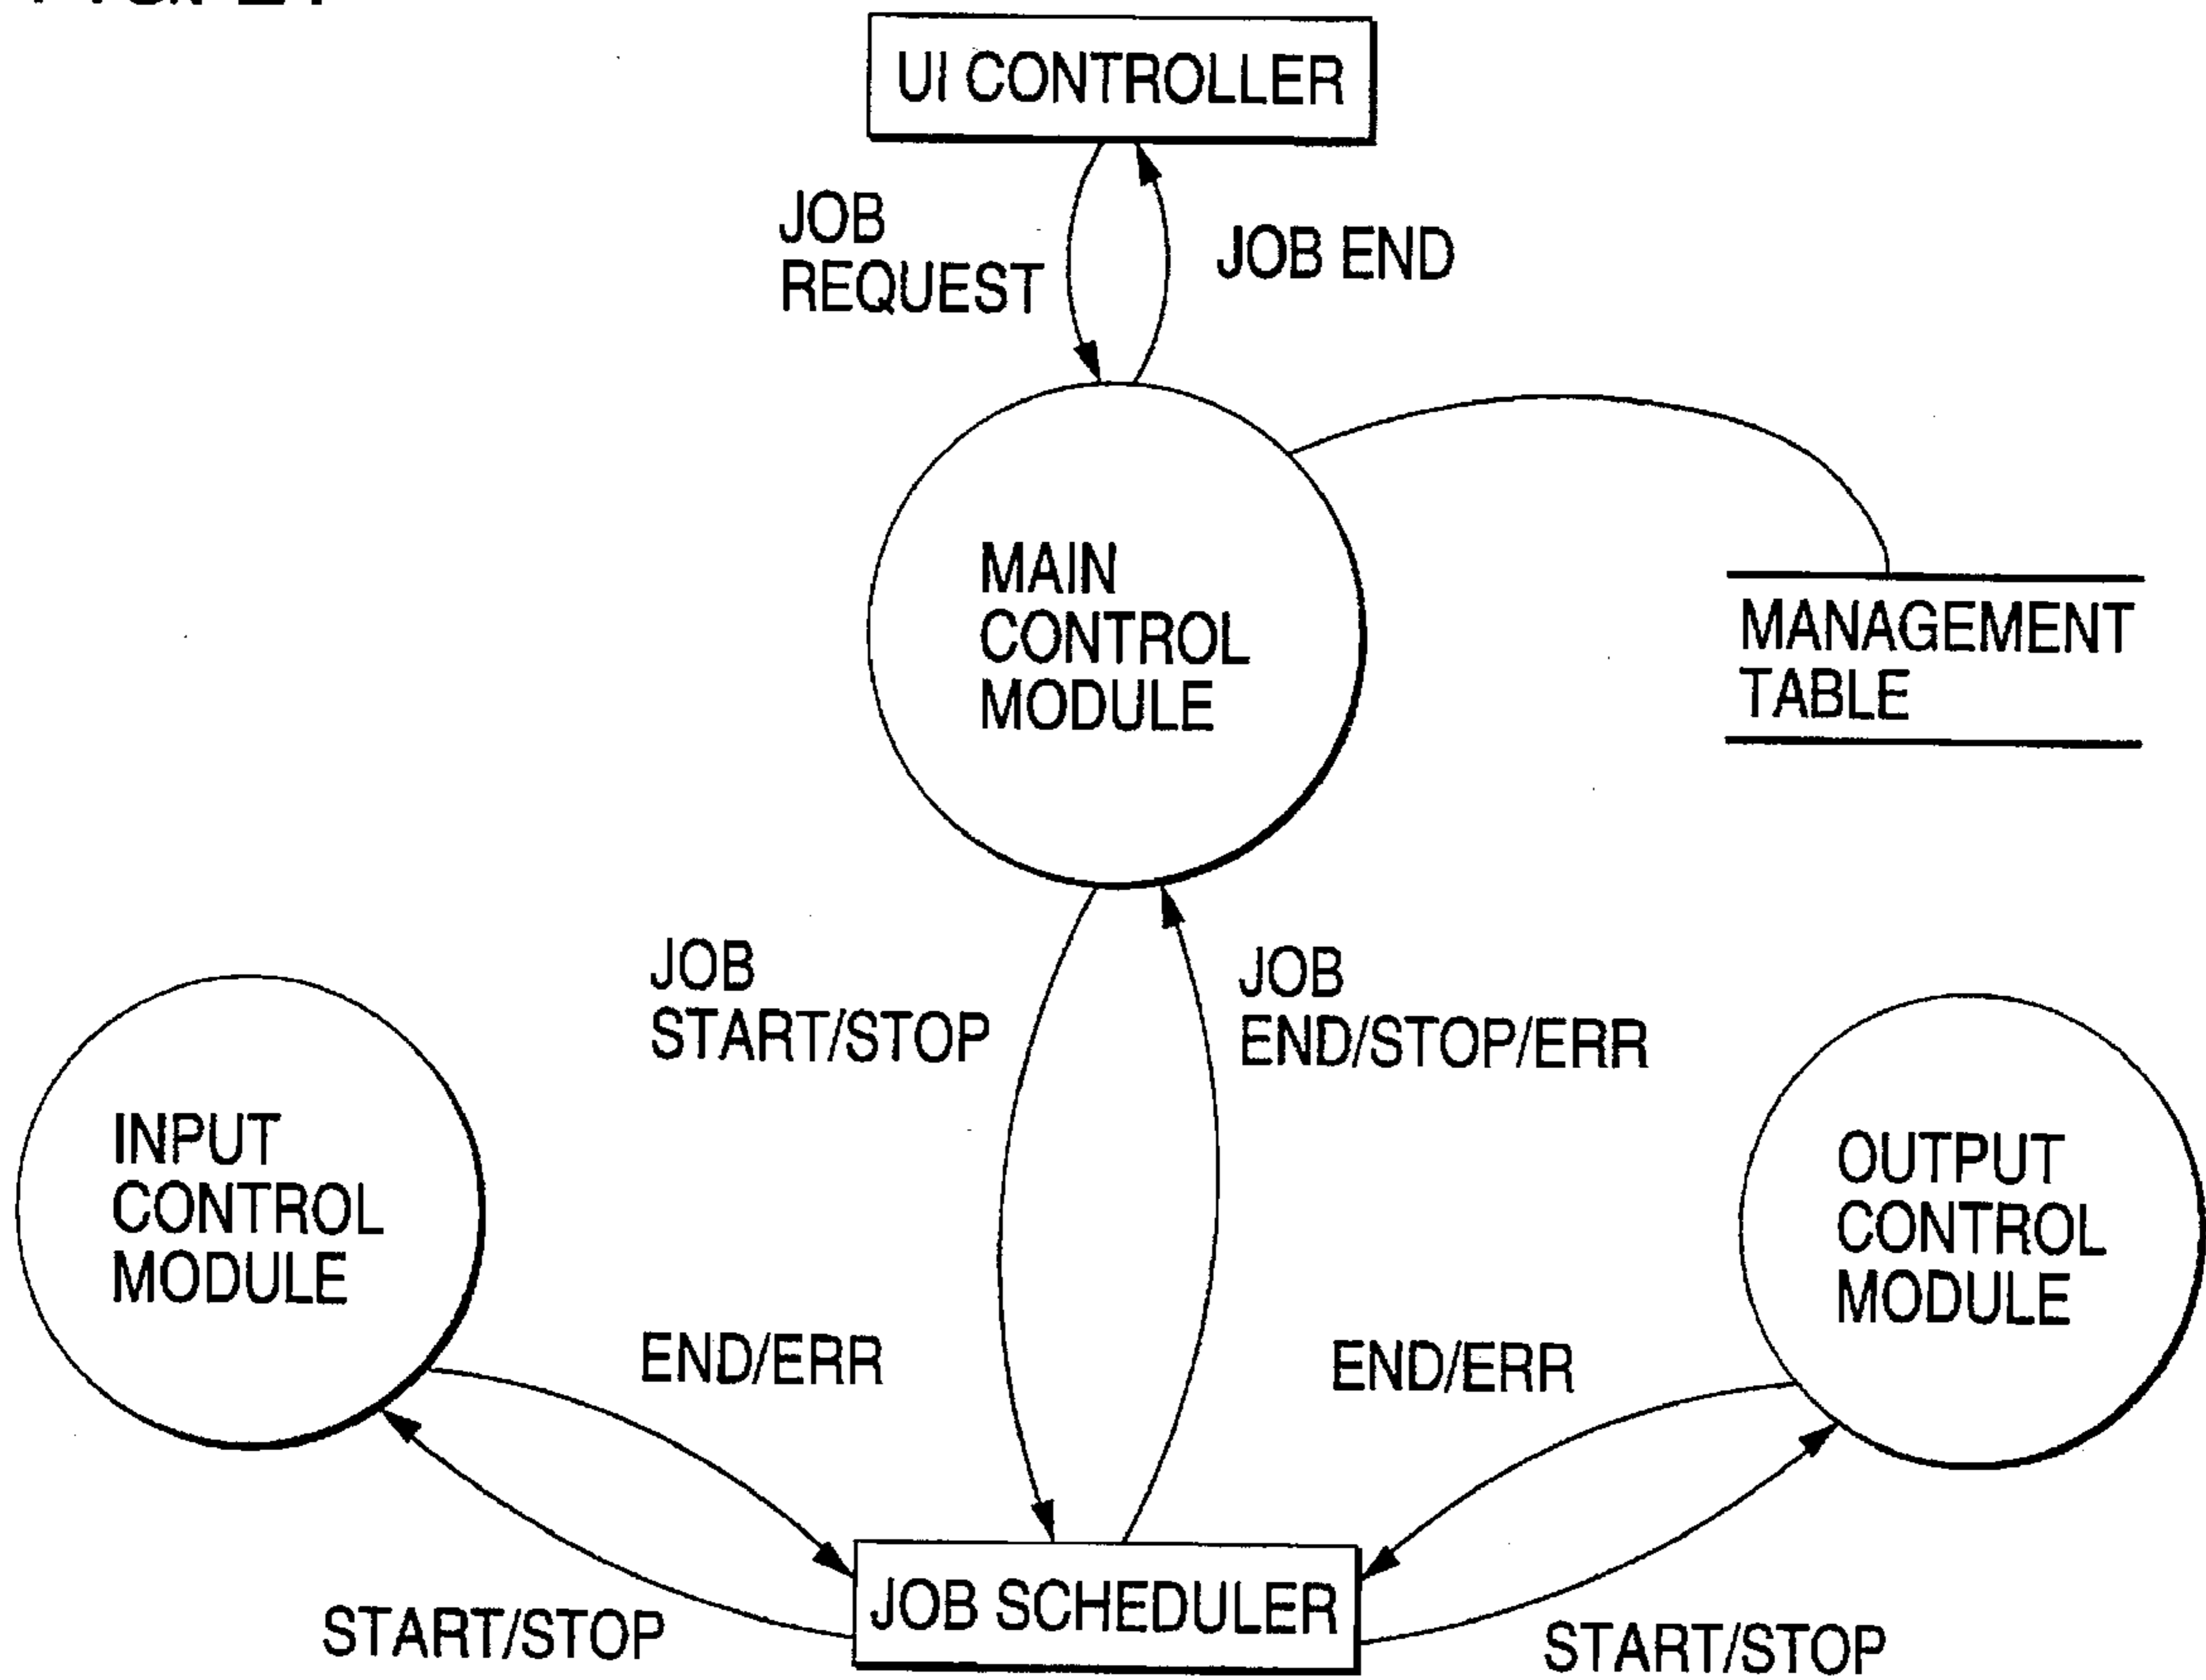 UI CONTROLLER
JOB
REQUEST
JOB END
MAIN
CONTROL
MODULE
MANAGEMENT
TABLE
JOB
START/STOP
JOB
END/STOP/ERR
INPUT
CONTROL
MODULE
OUTPUT
CONTROL
MODULE
END/ERR
END/ERR
JOB SCHEDULER
START/STOP
START/STOP